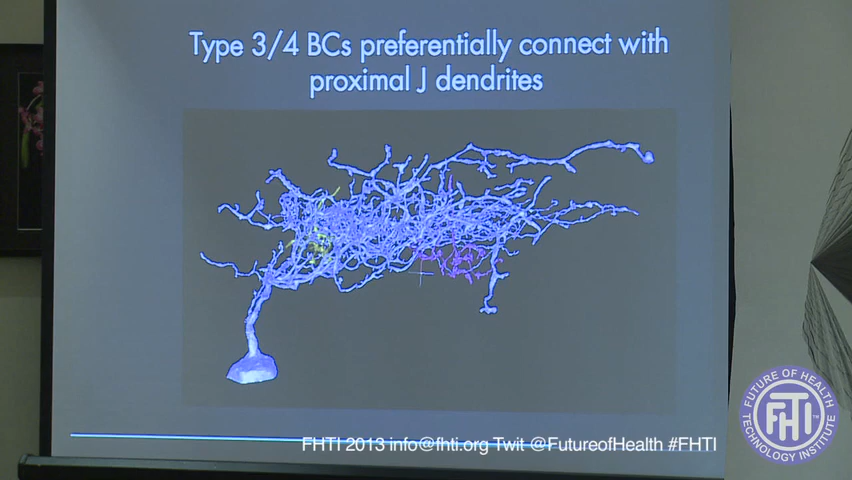 Type 3/4 BCs preferentially connect with
proximal J dendrites
FHTI 2013 info@fhti.org Twit @FutureofHealth #FHTI
FUTURE OF HEALTH
FHTI™
TECHNOLOGY INSTITUTE